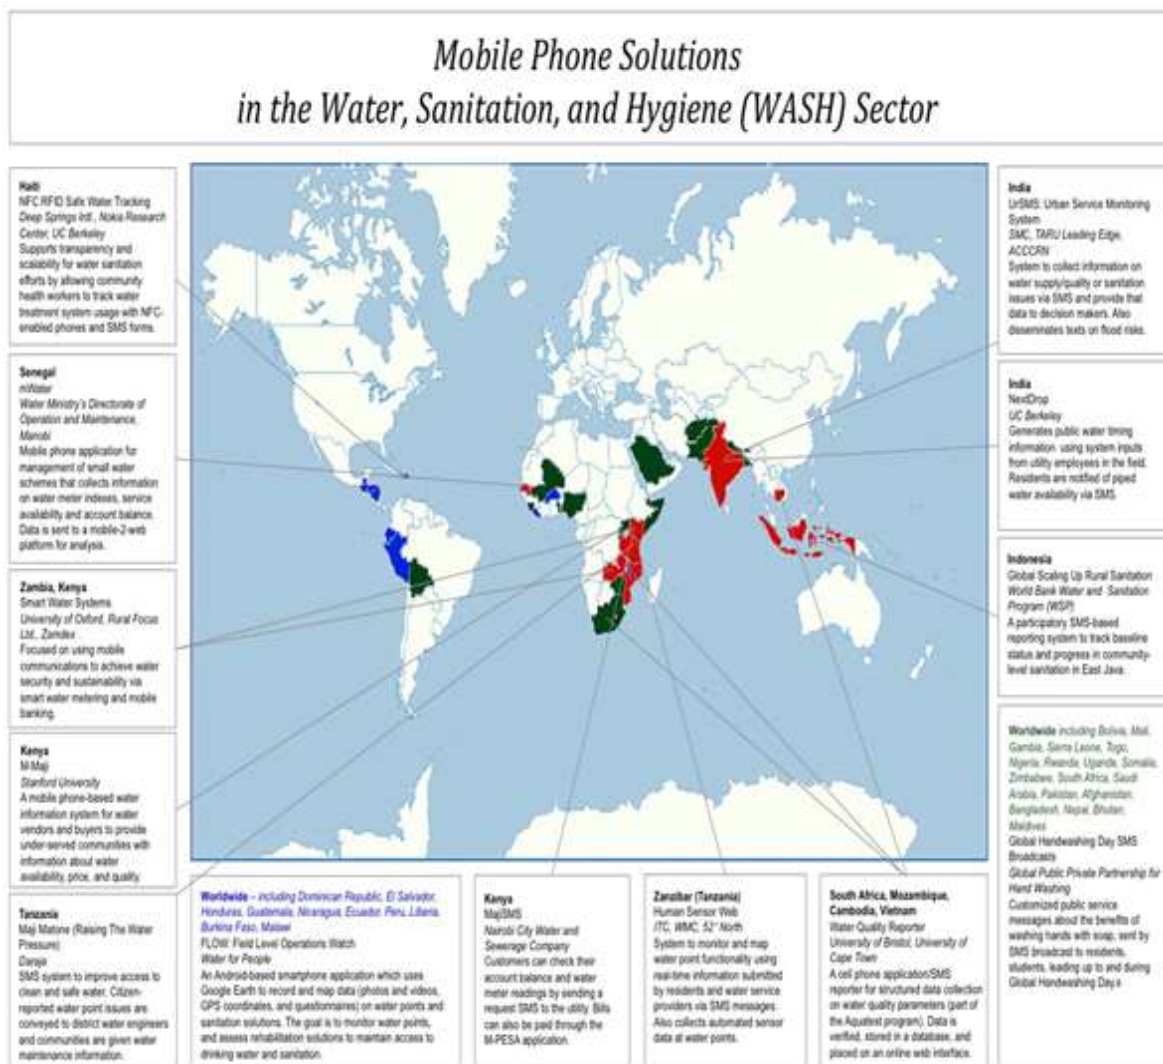 Mobile Phone Solutions
in the Water, Sanitation, and Hygiene (WASH) Sector
Haiti
NFC RFID Safe Water Tracking
Deep Springs Intl., Nokia Research
Center, UC Berkeley
Supports transparency and
scalability for water sanitation
efforts by allowing community
health workers to track water
treatment system usage with NFC-
enabled phones and SMS forms.
Senegal
mWater
Water Ministry's Directorate of
Operation and Maintenance,
Manobi
Mobile phone application for
management of small water
schemes that collects information
on water meter indexes, service
availability and account balance.
Data is sent to a mobile-2-web
platform for analysis.
Zambia, Kenya
Smart Water Systems
University of Oxford, Rural Focus
Ltd., Zamdex
Focused on using mobile
communications to achieve water
security and sustainability via
smart water metering and mobile
banking.
Kenya
M-Maji
Stanford University
A mobile phone-based water
information system for water
vendors and buyers to provide
under-served communities with
information about water
availability, price, and quality.
Tanzania
Maji Matone (Raising The Water
Pressure)
Daraja
SMS system to improve access to
clean and safe water. Citizen-
reported water point issues are
conveyed to district water engineers
and communities are given water
maintenance information.
Worldwide – including Dominican Republic, El Salvador,
Honduras, Guatemala, Nicaragua, Ecuador, Peru, Liberia,
Burkina Faso, Malawi
FLOW: Field Level Operations Watch
Water for People
An Android-based smartphone application which uses
Google Earth to record and map data (photos and videos,
GPS coordinates, and questionnaires) on water points and
sanitation solutions. The goal is to monitor water points,
and assess rehabilitation solutions to maintain access to
drinking water and sanitation.
Kenya
MajiSMS
Nairobi City Water and
Sewerage Company
Customers can check their
account balance and water
meter readings by sending a
request SMS to the utility. Bills
can also be paid through the
M-PESA application.
Zanzibar (Tanzania)
Human Sensor Web
ITC, WMC, 52° North
System to monitor and map
water point functionality using
real-time information submitted
by residents and water service
providers via SMS messages.
Also collects automated sensor
data at water points.
South Africa, Mozambique,
Cambodia, Vietnam
Water Quality Reporter
University of Bristol, University of
Cape Town
A cell phone application/SMS
reporter for structured data collection
on water quality parameters (part of
the Aquatest program). Data is
verified, stored in a database, and
placed on an online web interface.
India
UrSMS: Urban Service Monitoring
System
SMC, TARU Leading Edge,
ACCCRN
System to collect information on
water supply/quality or sanitation
issues via SMS and provide that
data to decision makers. Also
disseminates texts on flood risks.
India
NextDrop
UC Berkeley
Generates public water timing
information using system inputs
from utility employees in the field.
Residents are notified of piped
water availability via SMS.
Indonesia
Global Scaling Up Rural Sanitation
World Bank Water and Sanitation
Program (WSP)
A participatory SMS-based
reporting system to track baseline
status and progress in community-
level sanitation in East Java.
Worldwide including Bolivia, Mali,
Gambia, Sierra Leone, Togo,
Nigeria, Rwanda, Uganda, Somalia,
Zimbabwe, South Africa, Saudi
Arabia, Pakistan, Afghanistan,
Bangladesh, Nepal, Bhutan,
Maldives
Global Handwashing Day SMS
Broadcasts
Global Public Private Partnership for
Hand Washing
Customized public service
messages about the benefits of
washing hands with soap, sent by
SMS broadcast to residents,
students, leading up to and during
Global Handwashing Day.s